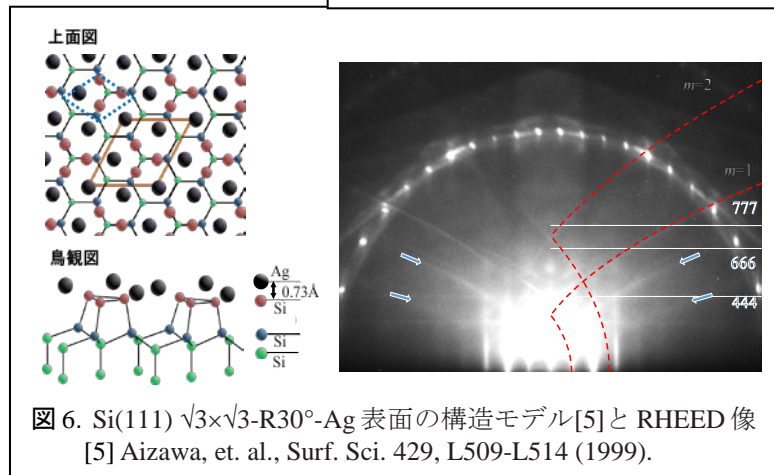 上面図
鳥観図
Ag
0.73Å
Si
Si
Si
m=2
m=1
777
666
444
図 6. Si(111) √3×√3-R30°-Ag 表面の構造モデル[5]と RHEED 像
[5] Aizawa, et. al., Surf. Sci. 429, L509-L514 (1999).